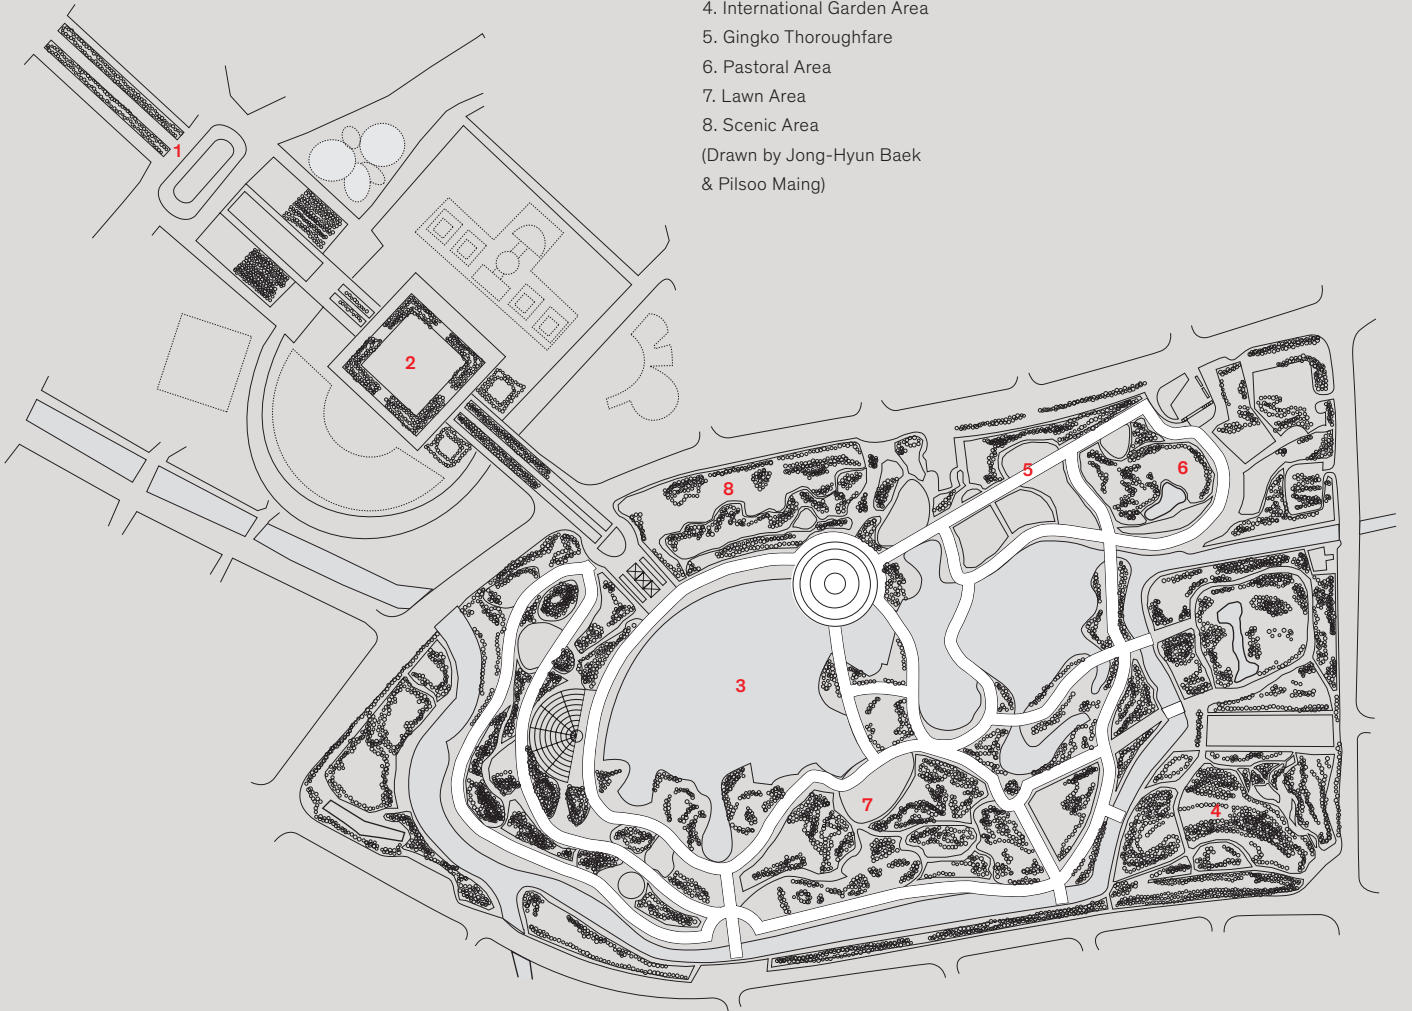 4. International Garden Area
5. Gingko Thoroughfare
6. Pastoral Area
7. Lawn Area
8. Scenic Area
(Drawn by Jong-Hyun Baek
& Pilsoo Maing)
1
2
8
5
6
3
7
4